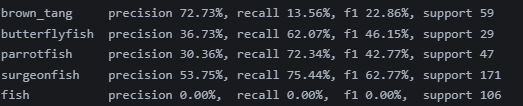 brown_tang precision 72.73%, recall 13.56%, f1 22.86%, support 59
butterflyfish precision 36.73%, recall 62.07%, f1 46.15%, support 29
parrotfish precision 30.36%, recall 72.34%, f1 42.77%, support 47
surgeonfish precision 53.75%, recall 75.44%, f1 62.77%, support 171
fish precision 0.00%, recall 0.00%, f1 0.00%, support 106